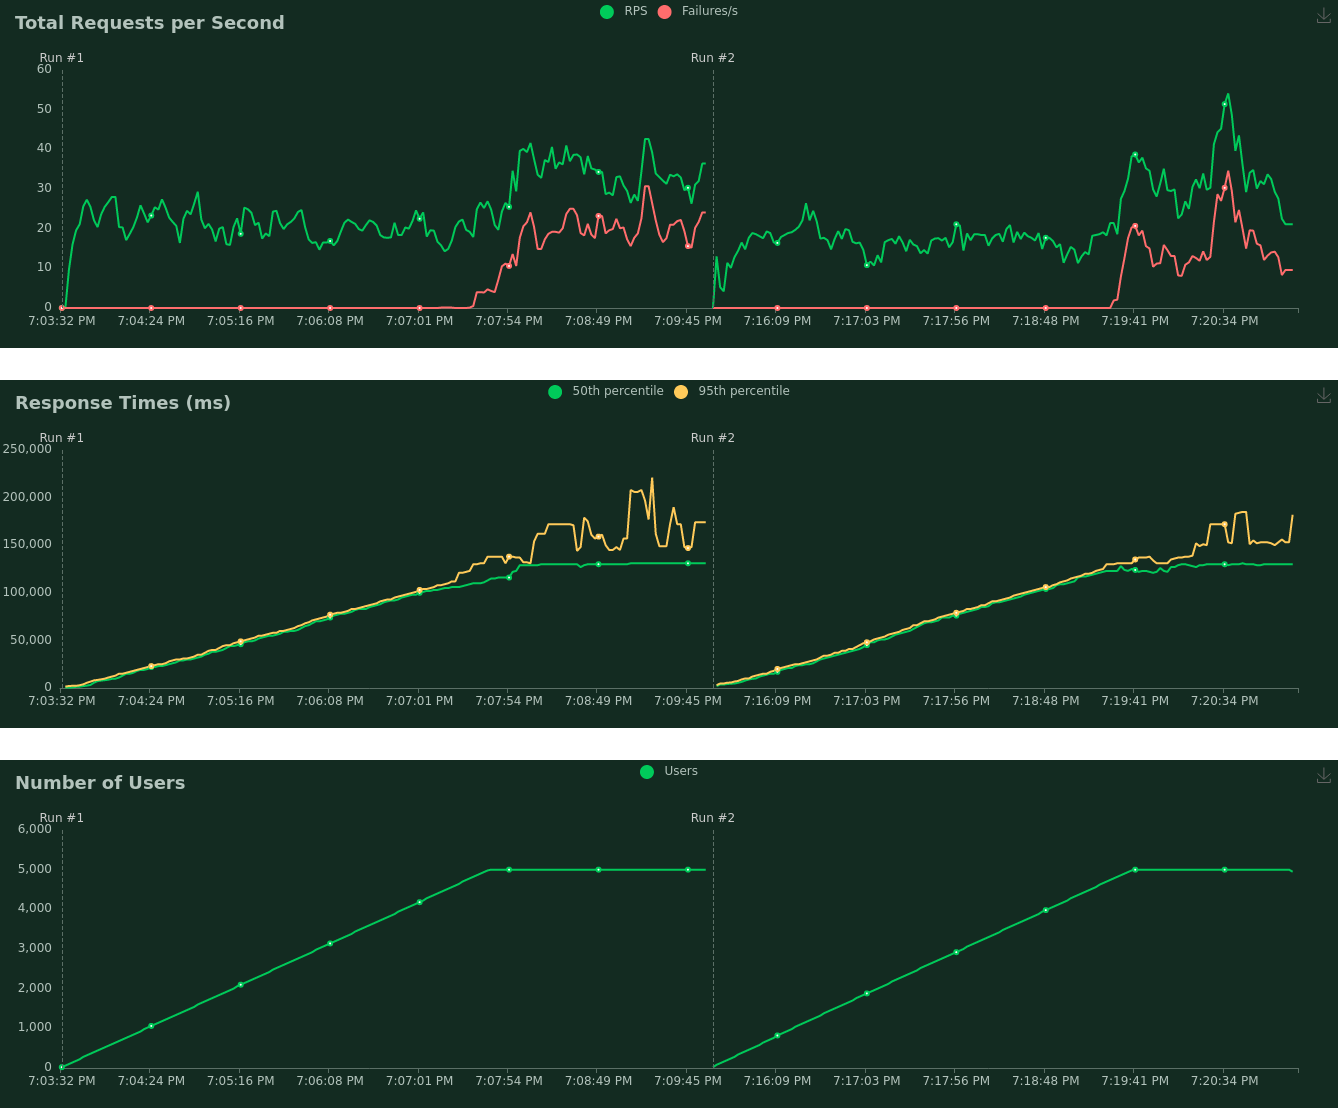 Total Requests per Second
RPS Failures/s
Run #1 Run #2
60
50
40
30
20
10
0
7:03:32 PM 7:04:24 PM 7:05:16 PM 7:06:08 PM 7:07:01 PM 7:07:54 PM 7:08:49 PM 7:09:45 PM 7:16:09 PM 7:17:03 PM 7:17:56 PM 7:18:48 PM 7:19:41 PM 7:20:34 PM
Response Times (ms)
50th percentile 95th percentile
Run #1 Run #2
250,000
200,000
150,000
100,000
50,000
0
7:03:32 PM 7:04:24 PM 7:05:16 PM 7:06:08 PM 7:07:01 PM 7:07:54 PM 7:08:49 PM 7:09:45 PM 7:16:09 PM 7:17:03 PM 7:17:56 PM 7:18:48 PM 7:19:41 PM 7:20:34 PM
Number of Users
Users
Run #1 Run #2
6,000
5,000
4,000
3,000
2,000
1,000
0
7:03:32 PM 7:04:24 PM 7:05:16 PM 7:06:08 PM 7:07:01 PM 7:07:54 PM 7:08:49 PM 7:09:45 PM 7:16:09 PM 7:17:03 PM 7:17:56 PM 7:18:48 PM 7:19:41 PM 7:20:34 PM